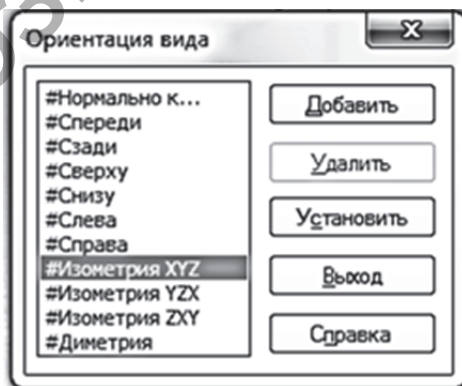 Ориентация вида
#Нормально к...
#Спереди
#Сзади
#Сверху
#Снизу
#Слева
#Справа
#Изометрия XYZ
#Изометрия YZX
#Изометрия ZXY
#Диметрия
Добавить
Удалить
Установить
Выход
Справка